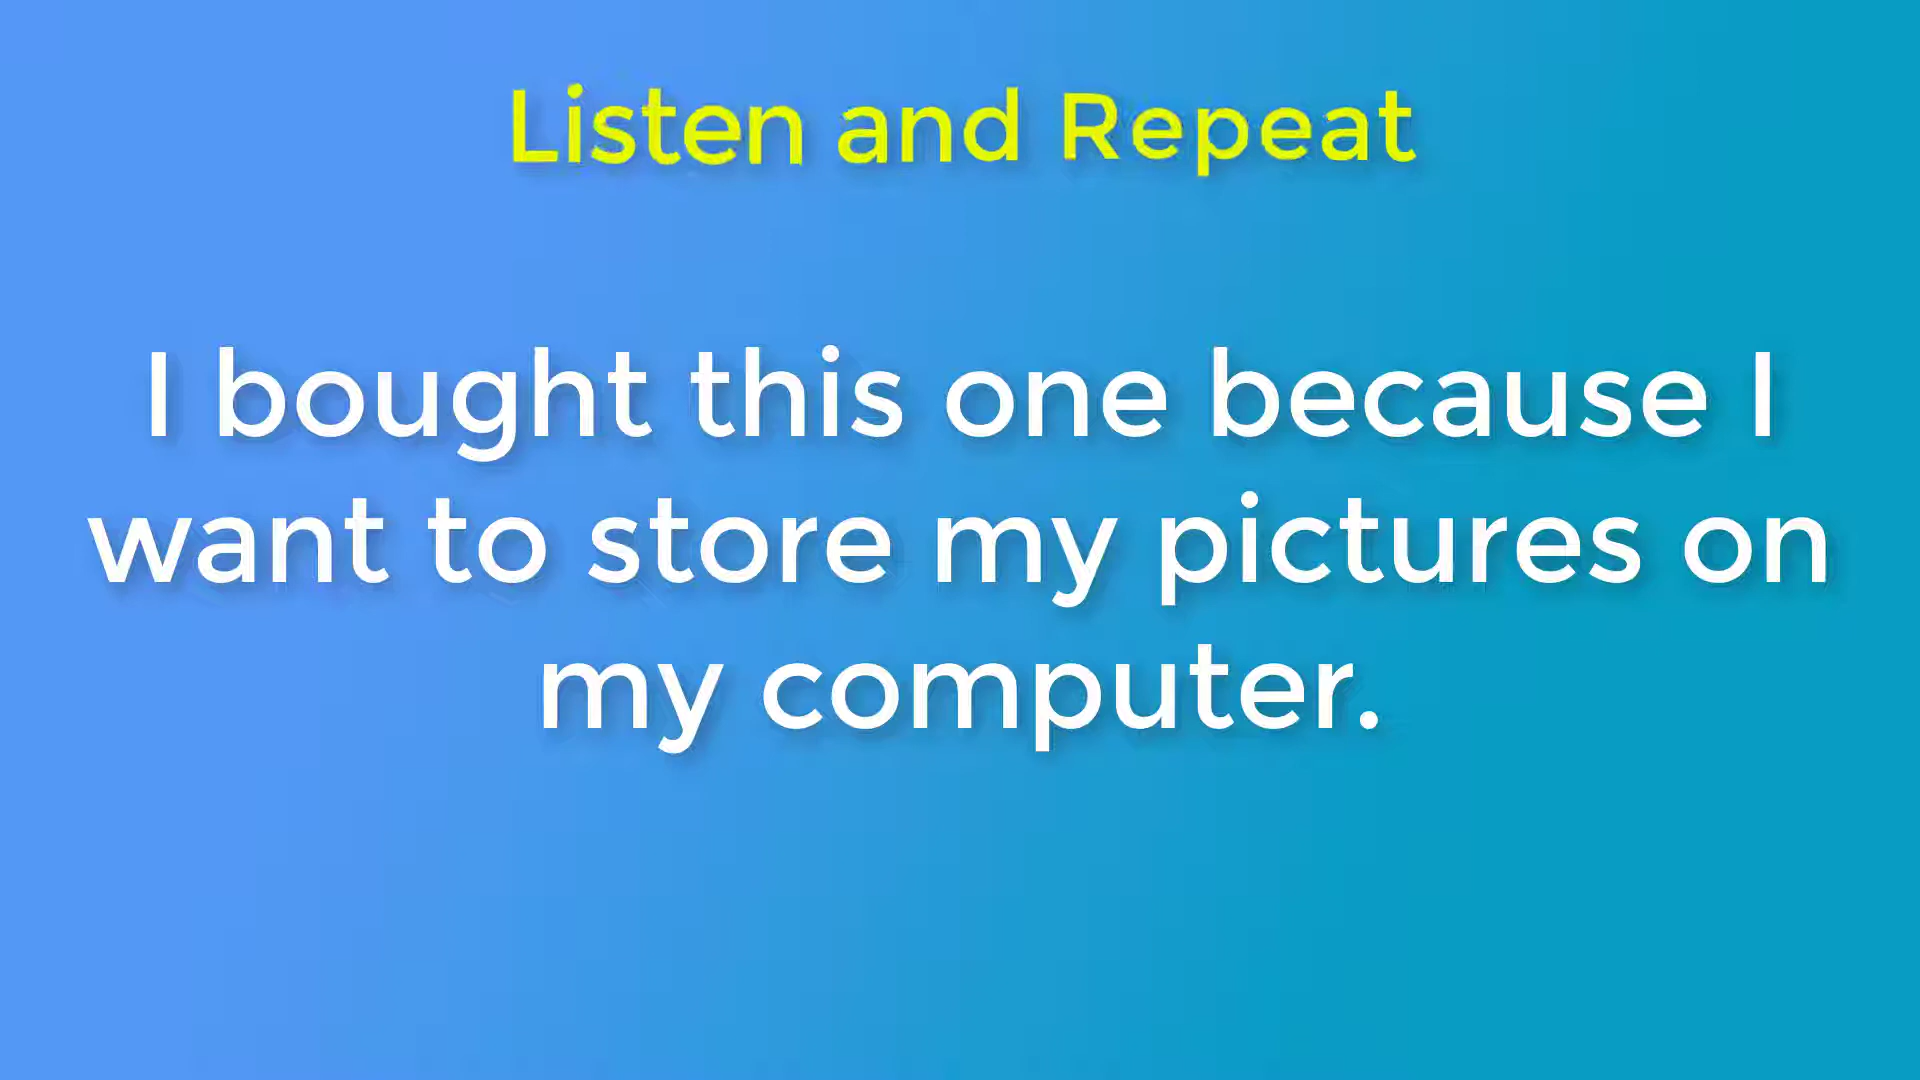 Listen and Repeat
I bought this one because I
want to store my pictures on
my computer.